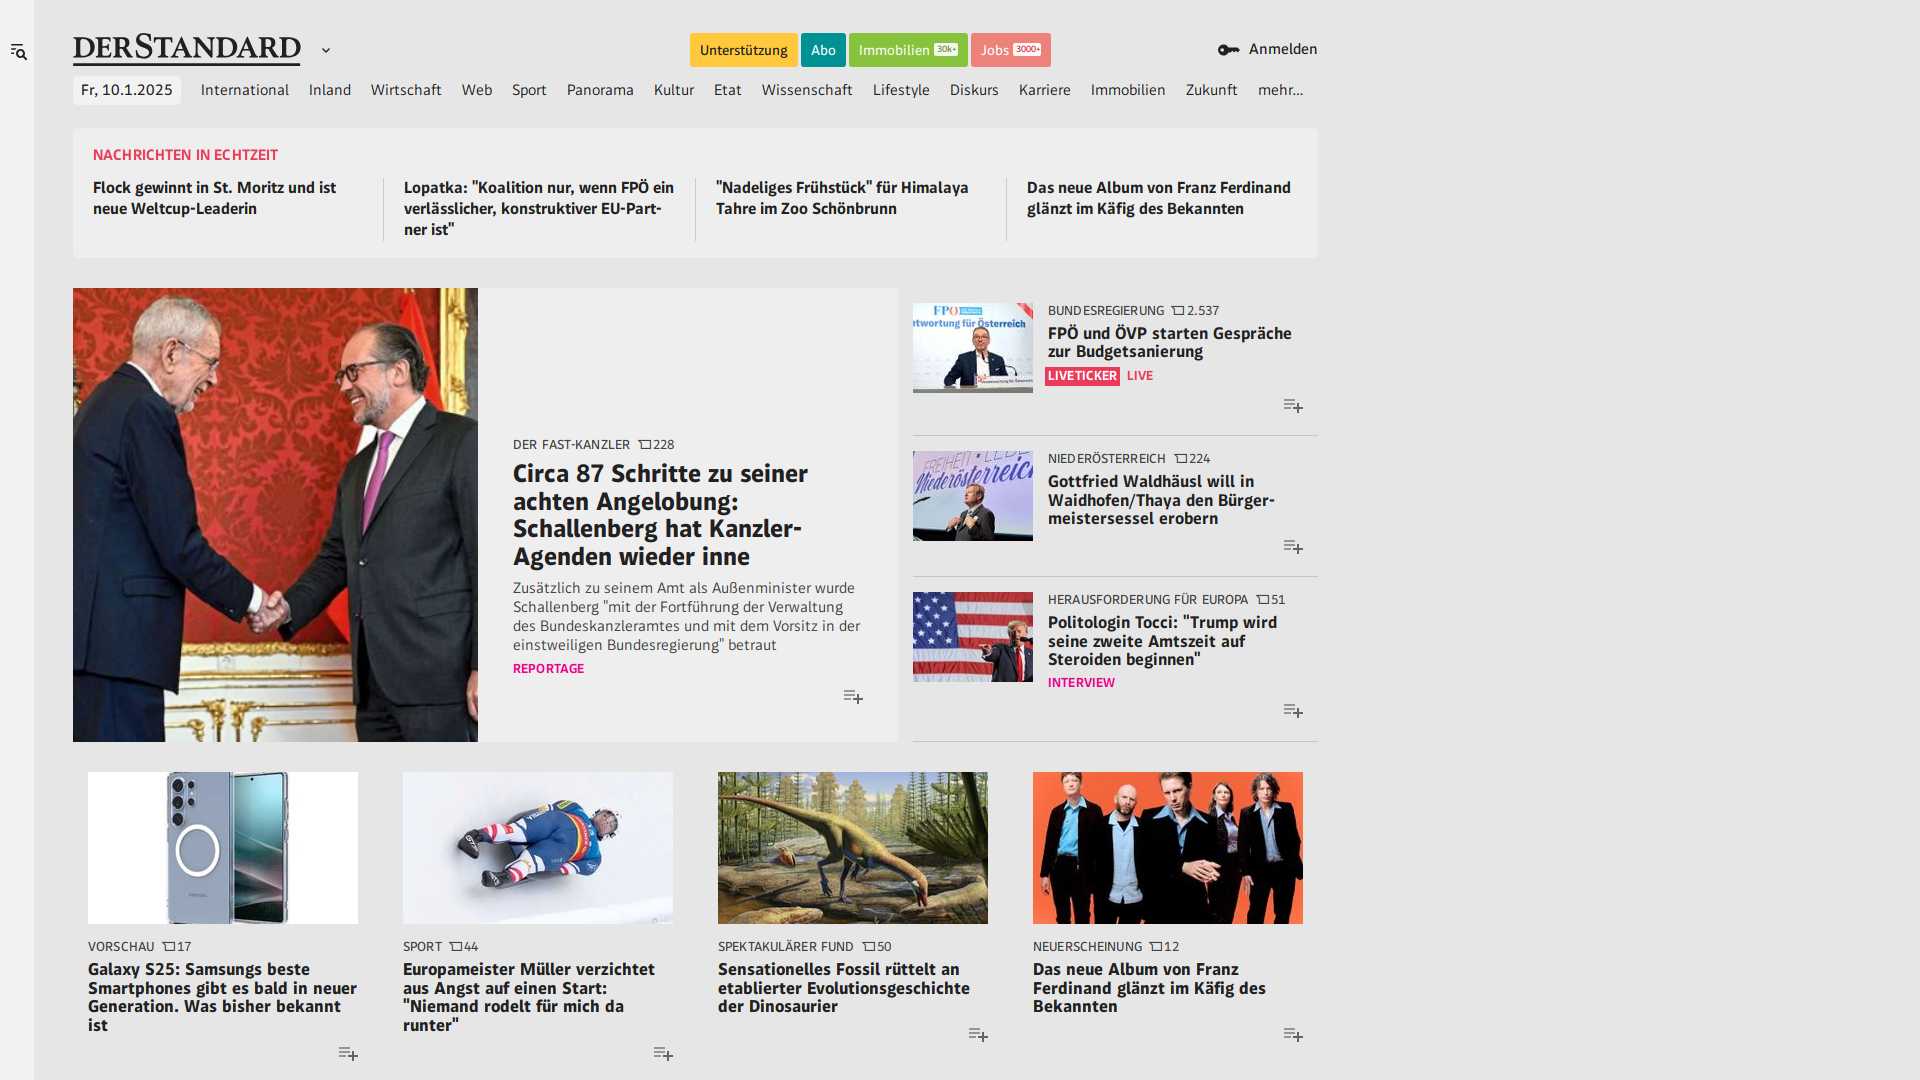 DERSTANDARD
Unterstützung
Abo
Immobilien 30k+
Jobs 3000+
Anmelden
Fr, 10.1.2025
International
Inland
Wirtschaft
Web
Sport
Panorama
Kultur
Etat
Wissenschaft
Lifestyle
Diskurs
Karriere
Immobilien
Zukunft
mehr...
NACHRICHTEN IN ECHTZEIT
Flock gewinnt in St. Moritz und ist
neue Weltcup-Leaderin
Lopatka: "Koalition nur, wenn FPÖ ein
verlässlicher, konstruktiver EU-Part-
ner ist"
"Nadeliges Frühstück" für Himalaya
Tahre im Zoo Schönbrunn
Das neue Album von Franz Ferdinand
glänzt im Käfig des Bekannten
DER FAST-KANZLER 228
Circa 87 Schritte zu seiner
achten Angelobung:
Schallenberg hat Kanzler-
Agenden wieder inne
Zusätzlich zu seinem Amt als Außenminister wurde
Schallenberg "mit der Fortführung der Verwaltung
des Bundeskanzleramtes und mit dem Vorsitz in der
einstweiligen Bundesregierung" betraut
REPORTAGE
FPÖ
ntwortung für Österreich
BUNDESREGIERUNG 2.537
FPÖ und ÖVP starten Gespräche
zur Budgetsanierung
LIVETICKER LIVE
Niederösterreich
NIEDERÖSTERREICH 224
Gottfried Waldhäusl will in
Waidhofen/Thaya den Bürger-
meistersessel erobern
HERAUSFORDERUNG FÜR EUROPA 51
Politologin Tocci: "Trump wird
seine zweite Amtszeit auf
Steroiden beginnen"
INTERVIEW
VORSCHAU 17
Galaxy S25: Samsungs beste
Smartphones gibt es bald in neuer
Generation. Was bisher bekannt
ist
SPORT 44
Europameister Müller verzichtet
aus Angst auf einen Start:
"Niemand rodelt für mich da
runter"
SPEKTAKULÄRER FUND 50
Sensationelles Fossil rüttelt an
etablierter Evolutionsgeschichte
der Dinosaurier
NEUERSCHEINUNG 12
Das neue Album von Franz
Ferdinand glänzt im Käfig des
Bekannten